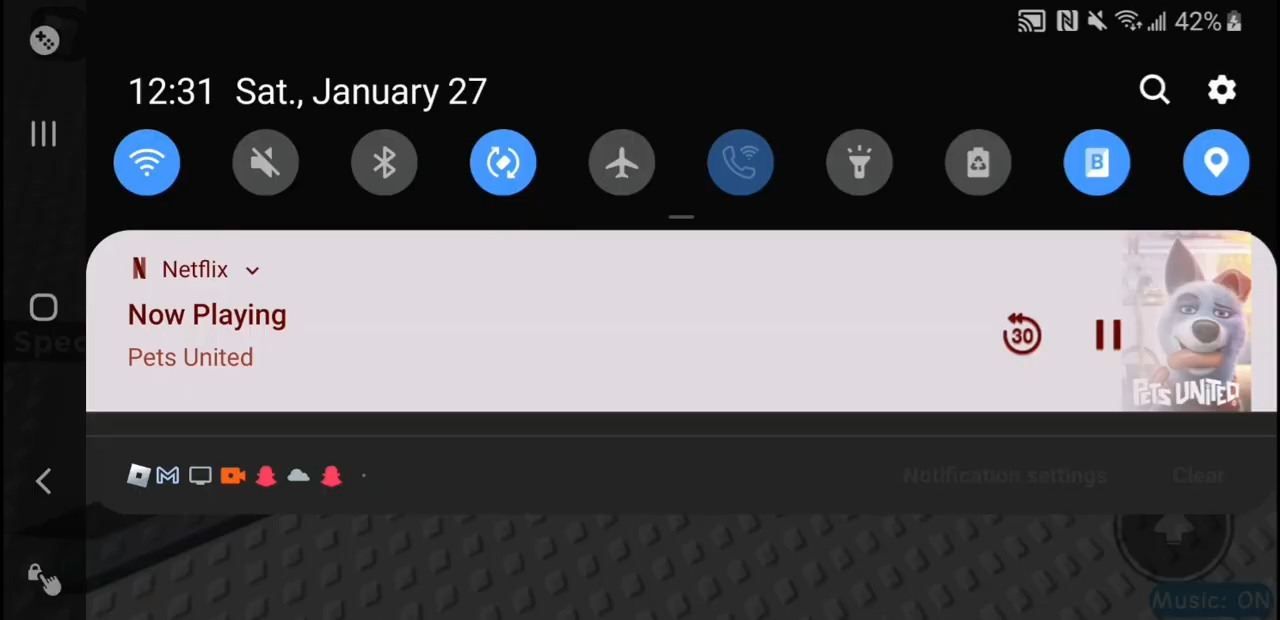 42%
12:31 Sat., January 27
B
N Netflix
Now Playing
Pets United
30
PETS UNITED
Spec
Notification settings Clear
Music: ON